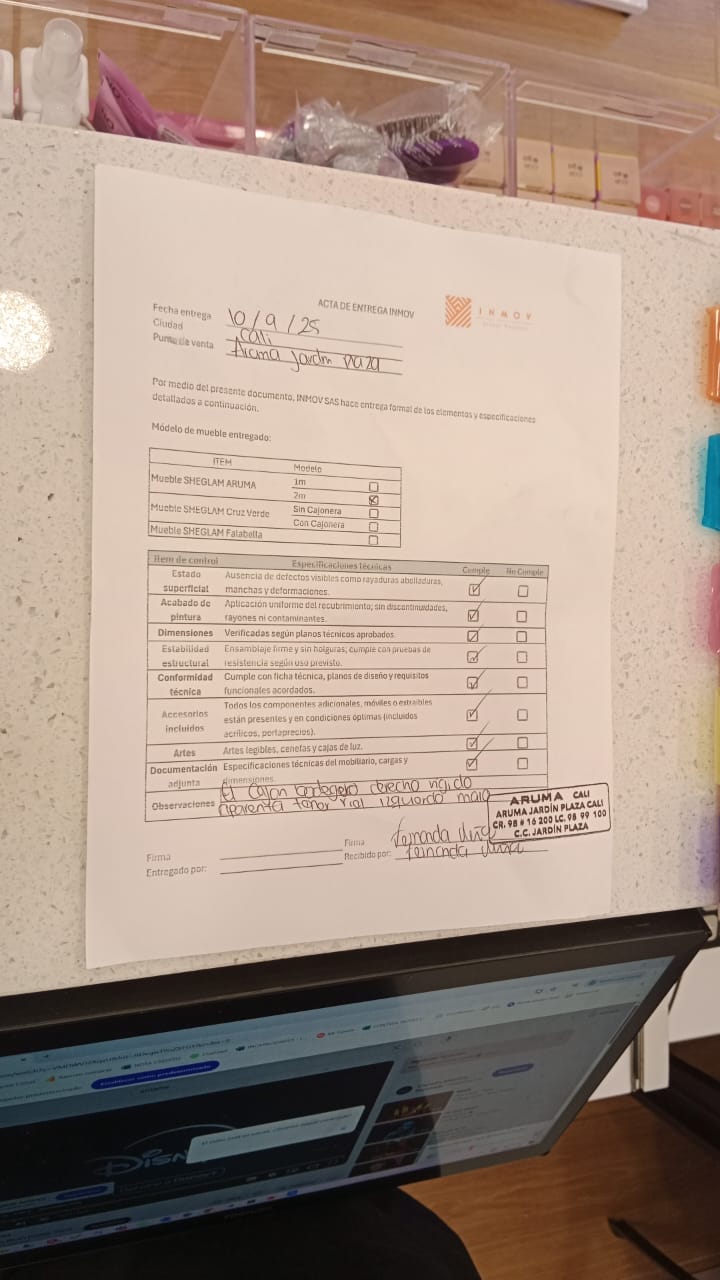 ACTA DE ENTREGA INMOV
INMOV
Fecha entrega 10/9/25
Ciudad Cali
Punto de venta Aruma Jardin Plaza
Por medio del presente documento, INMOV SAS hace entrega formal de los elementos y especificaciones
detallados a continuación.
Módelo de mueble entregado:
ITEM Modelo
Mueble SHEGLAM ARUMA 1m
2m
Mueble SHEGLAM Cruz Verde Sin Cajonera
Con Cajonera
Mueble SHEGLAM Falabella
Item de control Especificaciones técnicas Cumple No Cumple
Estado superficial Ausencia de defectos visibles como rayaduras abolladuras,
manchas y deformaciones.
Acabado de pintura Aplicación uniforme del recubrimiento; sin discontinuidades,
rayones ni contaminantes.
Dimensiones Verificadas según planos técnicos aprobados
Estabilidad estructural Ensamblaje firme y sin holguras; cumple con pruebas de
resistencia según uso previsto.
Conformidad técnica Cumple con ficha técnica, planos de diseño y requisitos
funcionales acordados.
Accesorios incluidos Todos los componentes adicionales, móviles o extraíbles
están presentes y en condiciones óptimas (incluidos
acrílicos, portaprecios).
Artes Artes legibles, cenefas y cajas de luz.
Documentación adjunta Especificaciones técnicas del mobiliario, cargas y
dimensiones.
Observaciones El Cajon bodegero derecho rigido
aparenta tener rial izquierdo malo
ARUMA CALI
ARUMA JARDÍN PLAZA CALI
CR. 98 # 16 200 LC. 98 99 100
C.C. JARDÍN PLAZA
Firma
Entregado por:
Firma Fernanda
Recibido por: Fernanda